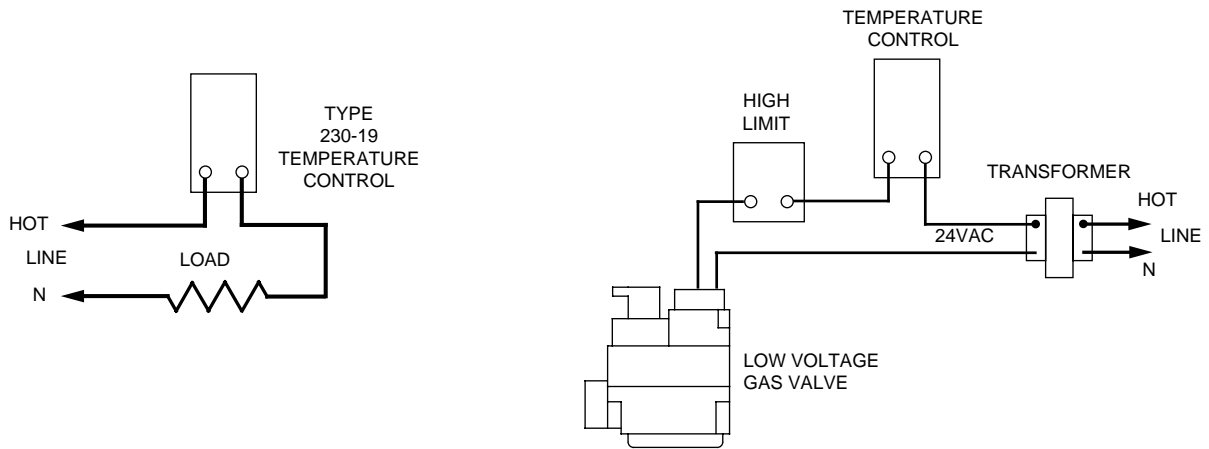 TYPE
230-19
TEMPERATURE
CONTROL
HOT
LINE
LOAD
N
TEMPERATURE
CONTROL
HIGH
LIMIT
TRANSFORMER
HOT
24VAC
LINE
N
LOW VOLTAGE
GAS VALVE